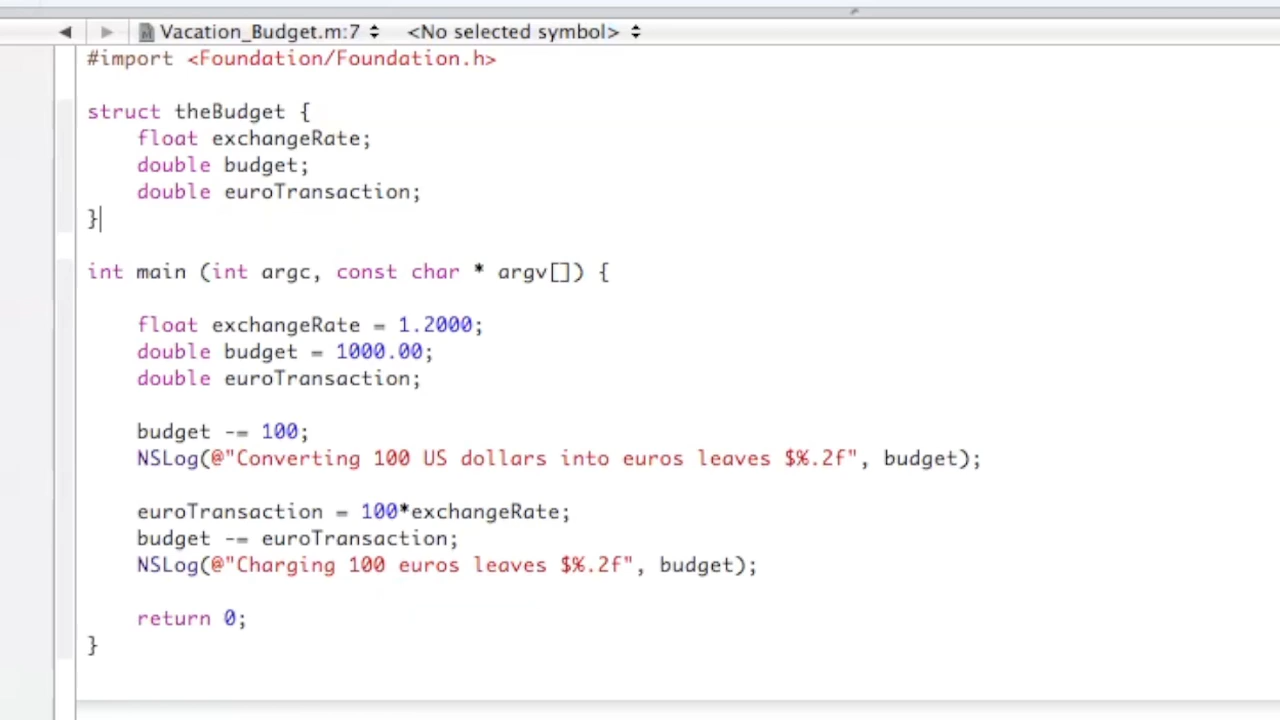 Vacation_Budget.m:7 <No selected symbol>
#import <Foundation/Foundation.h>
struct theBudget {
float exchangeRate;
double budget;
double euroTransaction;
}
int main (int argc, const char * argv[]) {
float exchangeRate = 1.2000;
double budget = 1000.00;
double euroTransaction;
budget -= 100;
NSLog(@"Converting 100 US dollars into euros leaves $%.2f", budget);
euroTransaction = 100*exchangeRate;
budget -= euroTransaction;
NSLog(@"Charging 100 euros leaves $%.2f", budget);
return 0;
}